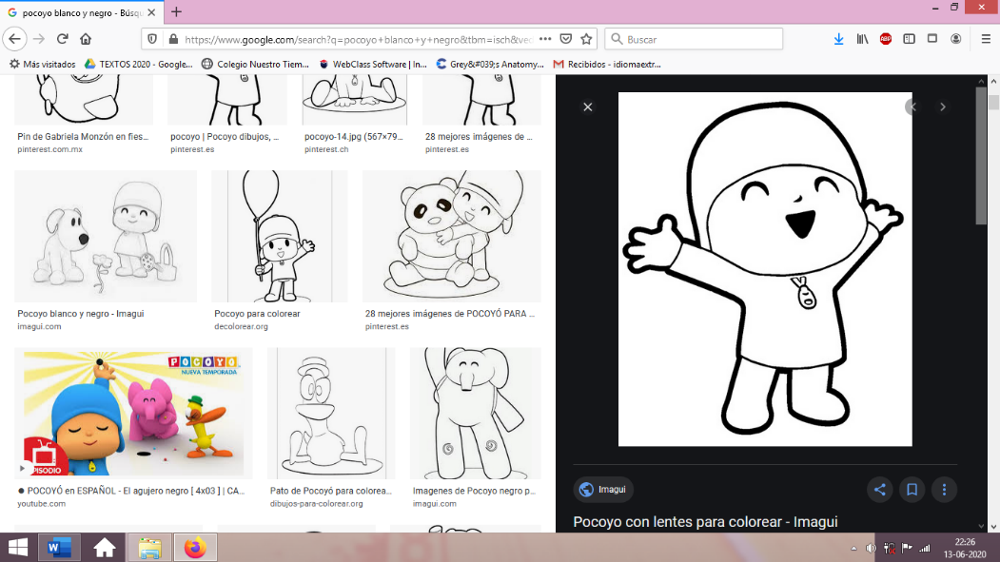 pocoyo blanco y negro - Búsqu
https://www.google.com/search?q=pocoyo+blanco+y+negro&tbm=isch&vec
Buscar
Más visitados
TEXTOS 2020 - Google...
Colegio Nuestro Tiem...
WebClass Software | In...
Grey&#039;s Anatomy...
Recibidos - idiomaextr...
ABP
Pin de Gabriela Monzón en fies...
pinterest.com.mx
pocoyo | Pocoyo dibujos, ...
pinterest.es
pocoyo-14.jpg (567×79...
pinterest.ch
28 mejores imágenes de ...
pinterest.es
Pocoyo blanco y negro - Imagui
imagui.com
Pocoyo para colorear
decolorear.org
28 mejores imágenes de POCOYÓ PARA ...
pinterest.es
POCOYO
NUEVA TEMPORADA
EPISODIO
● POCOYÓ en ESPAÑOL - El agujero negro [ 4x03 ] | CA...
youtube.com
Pato de Pocoyó para colorea...
dibujos-para-colorear.org
Imagenes de Pocoyo negro p...
imagui.com
Imagui
Pocoyo con lentes para colorear - Imagui
22:26
13-06-2020